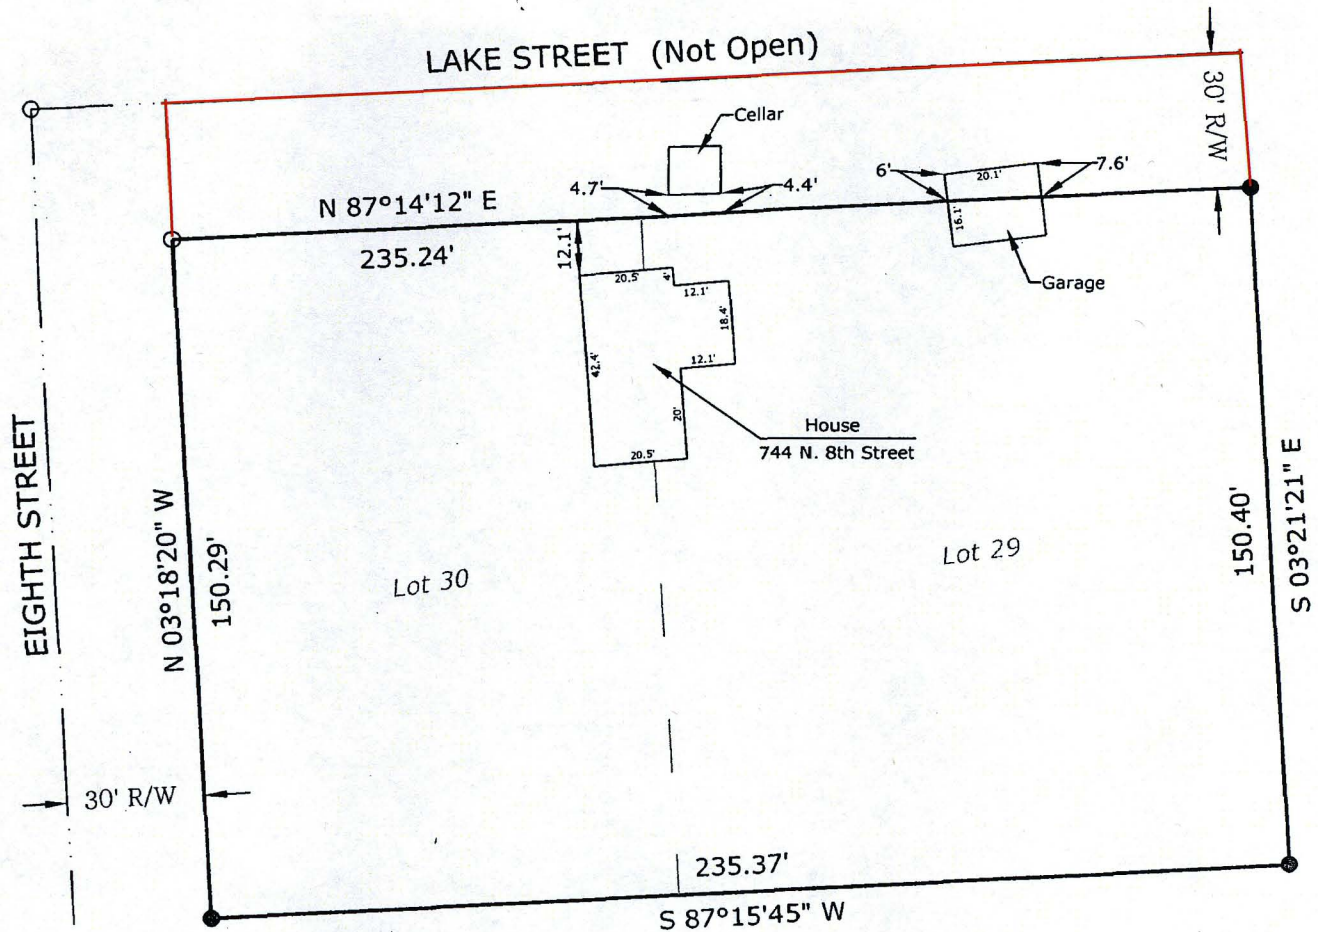 LAKE STREET (Not Open)
30' R/W
Cellar
4.7'
4.4'
6'
20.1'
7.6'
N 87°14'12" E
235.24'
12.1'
16.1'
Garage
20.5'
4'
12.1'
18.4'
42.4'
12.1'
20'
House
744 N. 8th Street
20.5'
EIGHTH STREET
N 03°18'20" W
150.29'
Lot 30
Lot 29
150.40'
S 03°21'21" E
30' R/W
235.37'
S 87°15'45" W